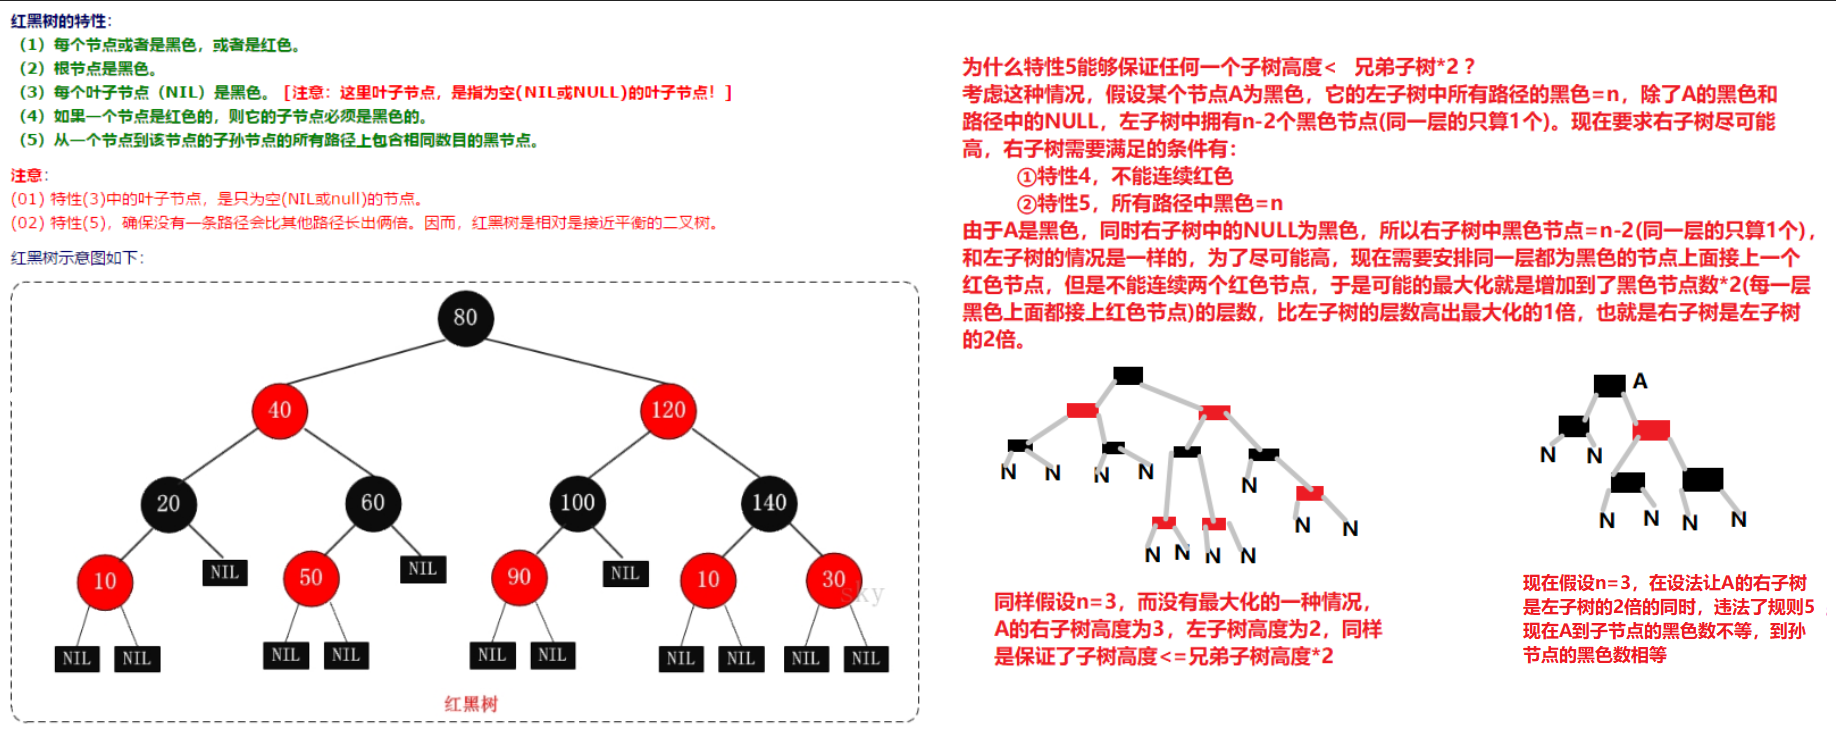 红黑树的特性：
（1）每个节点或者是黑色，或者是红色。
（2）根节点是黑色。
（3）每个叶子节点（NIL）是黑色。 [注意：这里叶子节点，是指为空(NIL或NULL)的叶子节点！]
（4）如果一个节点是红色的，则它的子节点必须是黑色的。
（5）从一个节点到该节点的子孙节点的所有路径上包含相同数目的黑节点。
注意：
(01) 特性(3)中的叶子节点，是只为空(NIL或null)的节点。
(02) 特性(5)，确保没有一条路径会比其他路径长出俩倍。因而，红黑树是相对是接近平衡的二叉树。
红黑树示意图如下：
80
40 120
20 60 100 140
10 NIL 50 NIL 90 NIL 10 30
sky
NIL NIL NIL NIL NIL NIL NIL NIL NIL NIL
红黑树
为什么特性5能够保证任何一个子树高度< 兄弟子树*2？
考虑这种情况，假设某个节点A为黑色，它的左子树中所有路径的黑色=n，除了A的黑色和
路径中的NULL，左子树中拥有n-2个黑色节点(同一层的只算1个)。现在要求右子树尽可能
高，右子树需要满足的条件有：
①特性4，不能连续红色
②特性5，所有路径中黑色=n
由于A是黑色，同时右子树中的NULL为黑色，所以右子树中黑色节点=n-2(同一层的只算1个)，
和左子树的情况是一样的，为了尽可能高，现在需要安排同一层都为黑色的节点上面接上一个
红色节点，但是不能连续两个红色节点，于是可能的最大化就是增加到了黑色节点数*2(每一层
黑色上面都接上红色节点)的层数，比左子树的层数高出最大化的1倍，也就是右子树是左子树
的2倍。
N N N N N N N
N N N N
同样假设n=3，而没有最大化的一种情况，
A的右子树高度为3，左子树高度为2，同样
是保证了子树高度<=兄弟子树高度*2
A
N N
N N N N
现在假设n=3，在设法让A的右子树
是左子树的2倍的同时，违法了规则5，
现在A到子节点的黑色数不等，到孙
节点的黑色数相等